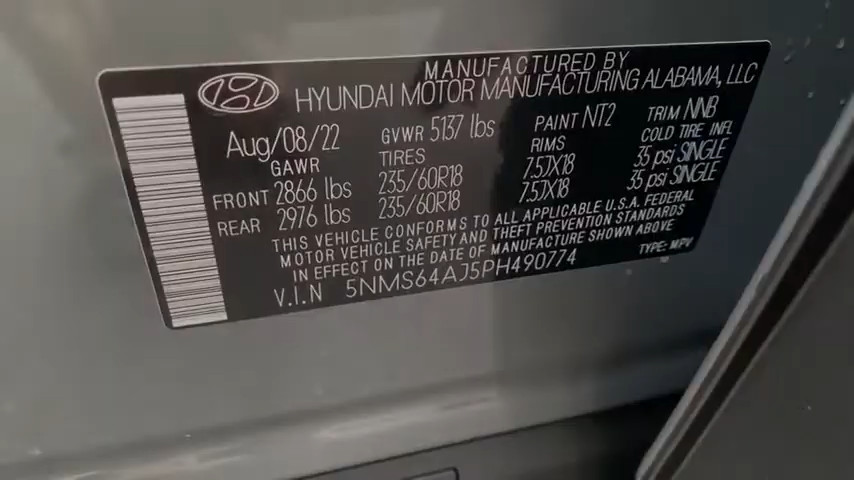 MANUFACTURED BY
HYUNDAI MOTOR MANUFACTURING ALABAMA, LLC
Aug/08/22 GVWR 5137 lbs PAINT NT2 TRIM NNB
GAWR TIRES RIMS COLD TIRE INFL
FRONT 2866 lbs 235/60R18 7.5JX18 35 psi SINGLE
REAR 2976 lbs 235/60R18 7.5JX18 35 psi SINGLE
THIS VEHICLE CONFORMS TO ALL APPLICABLE U.S.A. FEDERAL
MOTOR VEHICLE SAFETY AND THEFT PREVENTION STANDARDS
IN EFFECT ON THE DATE OF MANUFACTURE SHOWN ABOVE
V.I.N 5NMS64AJ5PH490774 TYPE: MPV